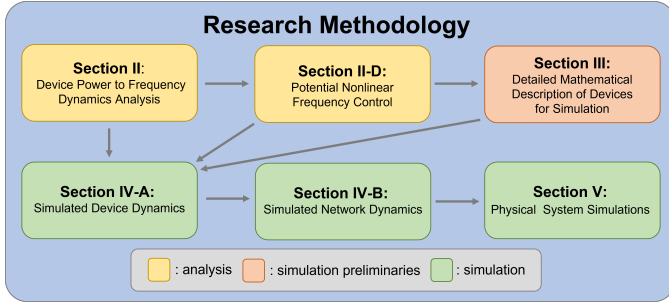 Research Methodology
Section II:
Device Power to Frequency
Dynamics Analysis
Section II-D:
Potential Nonlinear
Frequency Control
Section III:
Detailed Mathematical
Description of Devices
for Simulation
Section IV-A:
Simulated Device Dynamics
Section IV-B:
Simulated Network Dynamics
Section V:
Physical System Simulations
: analysis
: simulation preliminaries
: simulation